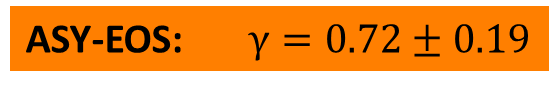 ASY-EOS: γ = 0.72 ± 0.19